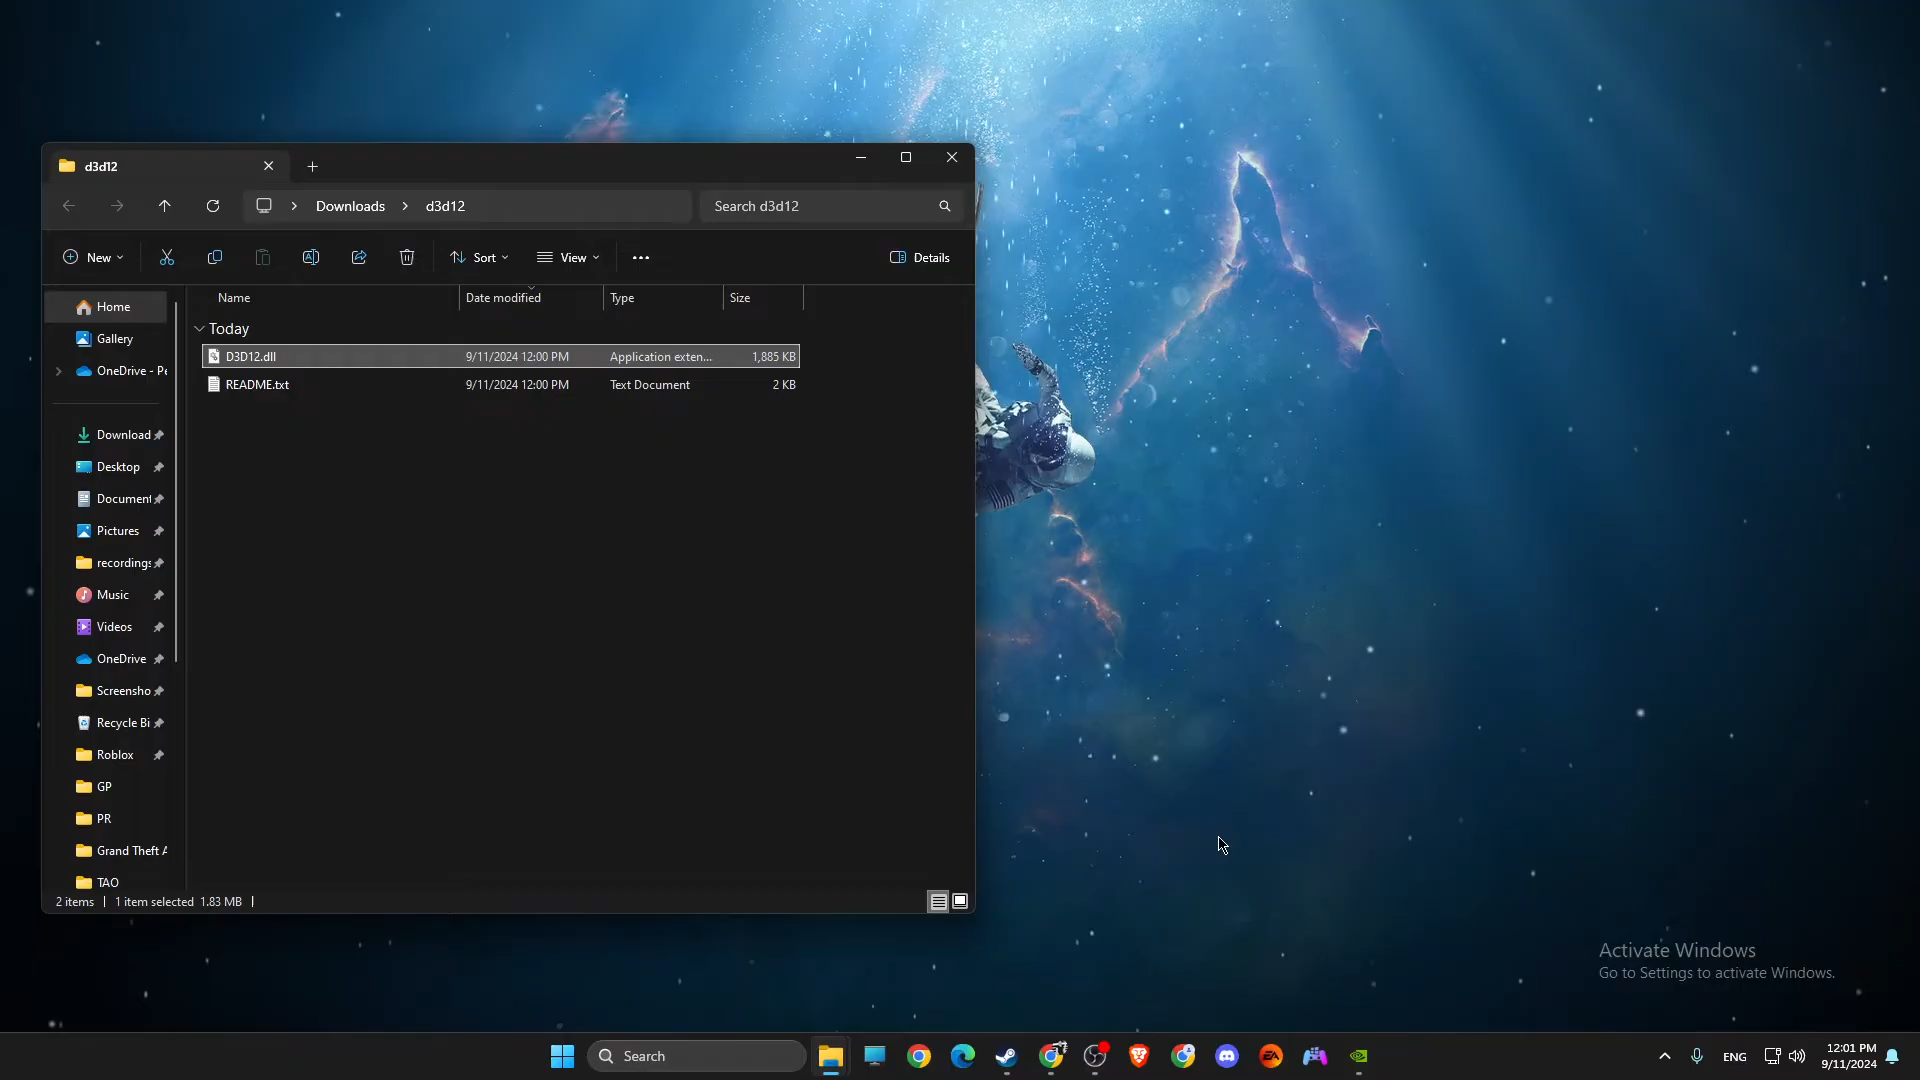 d3d12
Downloads
d3d12
Search d3d12
New
Sort
View
Details
Name
Date modified
Type
Size
Today
D3D12.dll
9/11/2024 12:00 PM
Application exten...
1,885 KB
README.txt
9/11/2024 12:00 PM
Text Document
2 KB
Home
Gallery
OneDrive - Pe
Download
Desktop
Document
Pictures
recordings
Music
Videos
OneDrive
Screensho
Recycle Bi
Roblox
GP
PR
Grand Theft A
TAO
2 items
1 item selected 1.83 MB
Activate Windows
Go to Settings to activate Windows.
Search
EA
ENG
12:01 PM
9/11/2024